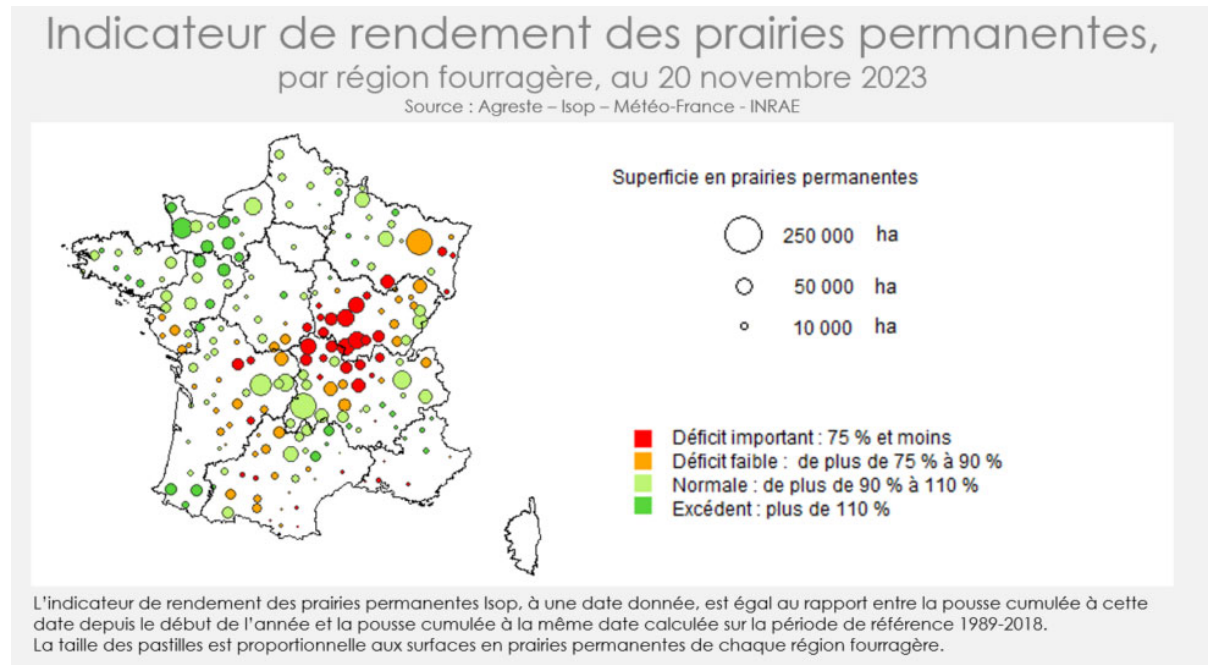 Indicateur de rendement des prairies permanentes,
par région fourragère, au 20 novembre 2023
Source : Agreste – Isop – Météo-France - INRAE
Superficie en prairies permanentes
250 000 ha
50 000 ha
10 000 ha
Déficit important : 75 % et moins
Déficit faible : de plus de 75 % à 90 %
Normale : de plus de 90 % à 110 %
Excédent : plus de 110 %
L'indicateur de rendement des prairies permanentes Isop, à une date donnée, est égal au rapport entre la pousse cumulée à cette
date depuis le début de l'année et la pousse cumulée à la même date calculée sur la période de référence 1989-2018.
La taille des pastilles est proportionnelle aux surfaces en prairies permanentes de chaque région fourragère.